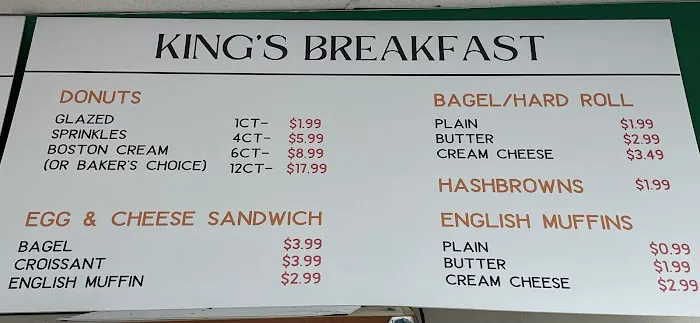 KING'S BREAKFAST
DONUTS
GLAZED 1CT- $1.99
SPRINKLES 4CT- $5.99
BOSTON CREAM 6CT- $8.99
(OR BAKER'S CHOICE) 12CT- $17.99
EGG & CHEESE SANDWICH
BAGEL $3.99
CROISSANT $3.99
ENGLISH MUFFIN $2.99
BAGEL/HARD ROLL
PLAIN $1.99
BUTTER $2.99
CREAM CHEESE $3.49
HASHBROWNS $1.99
ENGLISH MUFFINS
PLAIN $0.99
BUTTER $1.99
CREAM CHEESE $2.99